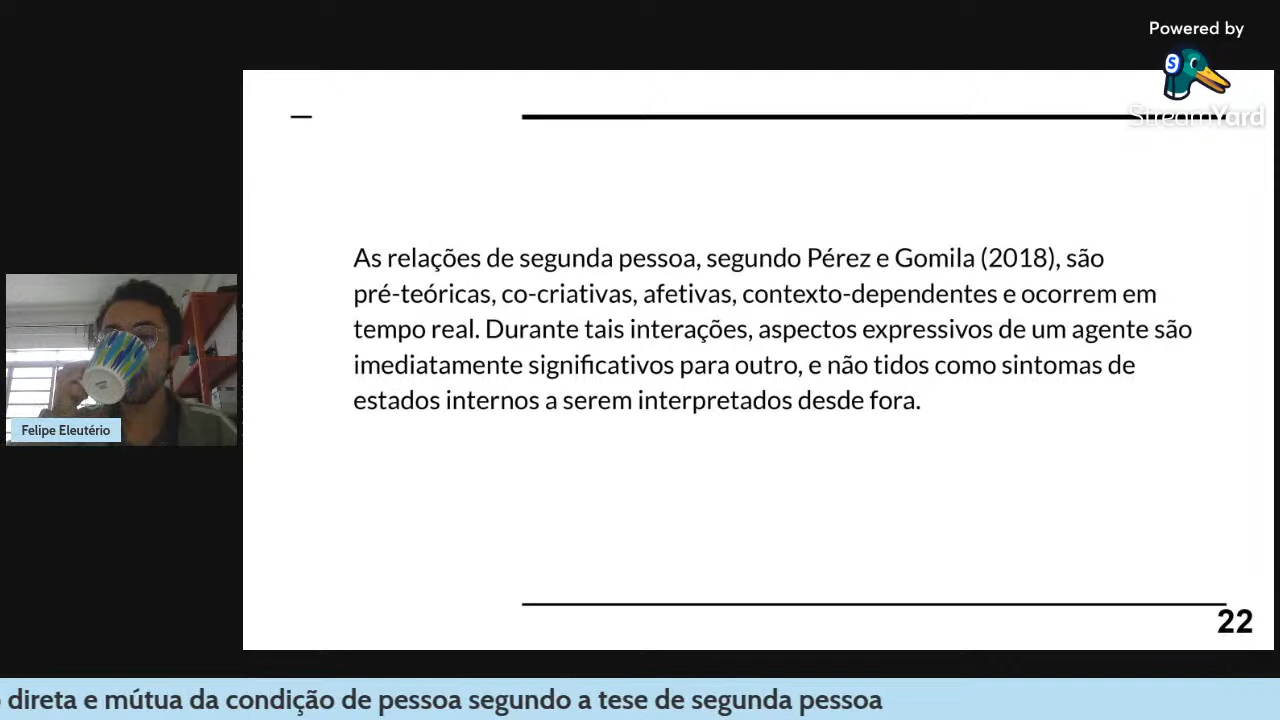 Powered by
S
StreamYard
As relações de segunda pessoa, segundo Pérez e Gomila (2018), são
pré-teóricas, co-criativas, afetivas, contexto-dependentes e ocorrem em
tempo real. Durante tais interações, aspectos expressivos de um agente são
imediatamente significativos para outro, e não tidos como sintomas de
estados internos a serem interpretados desde fora.
Felipe Eleutério
22
direta e mútua da condição de pessoa segundo a tese de segunda pessoa